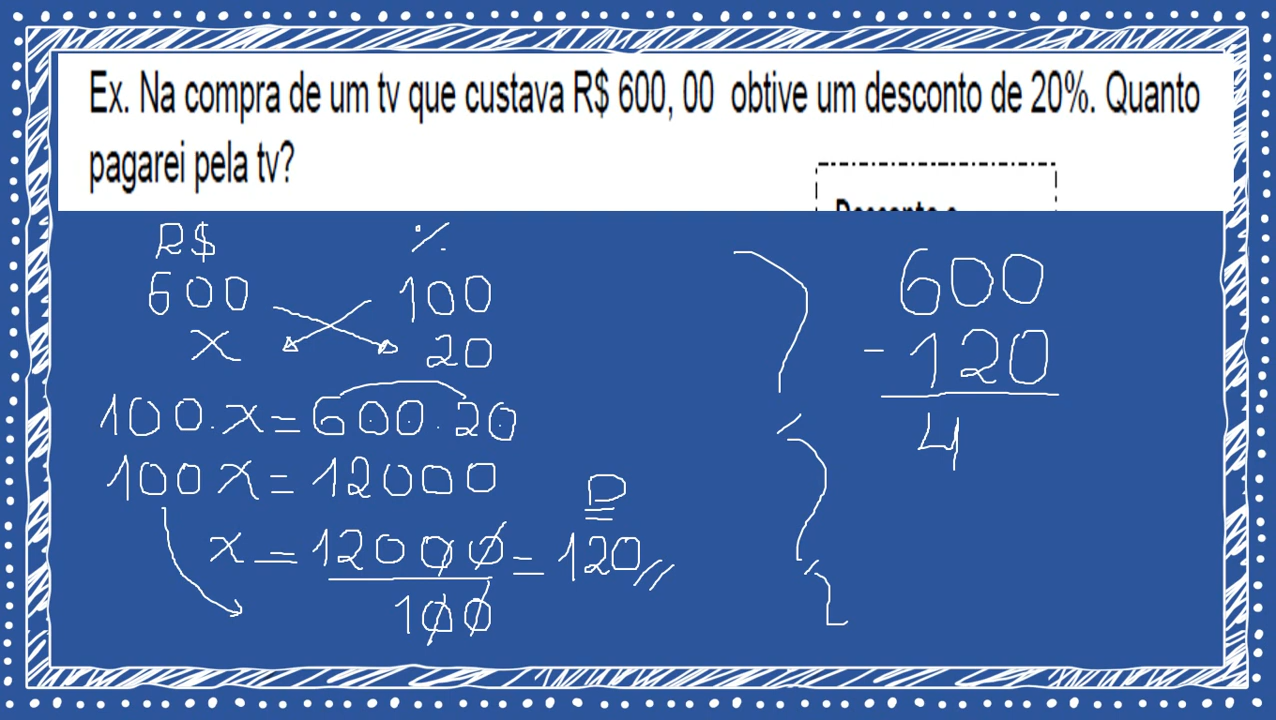 Ex. Na compra de um tv que custava R$ 600, 00 obtive um desconto de 20%. Quanto
pagarei pela tv?
R$ %
600 100
x 20
100.x=600.20
100x=12000
x=12000/100=120//
D
600
-120
4